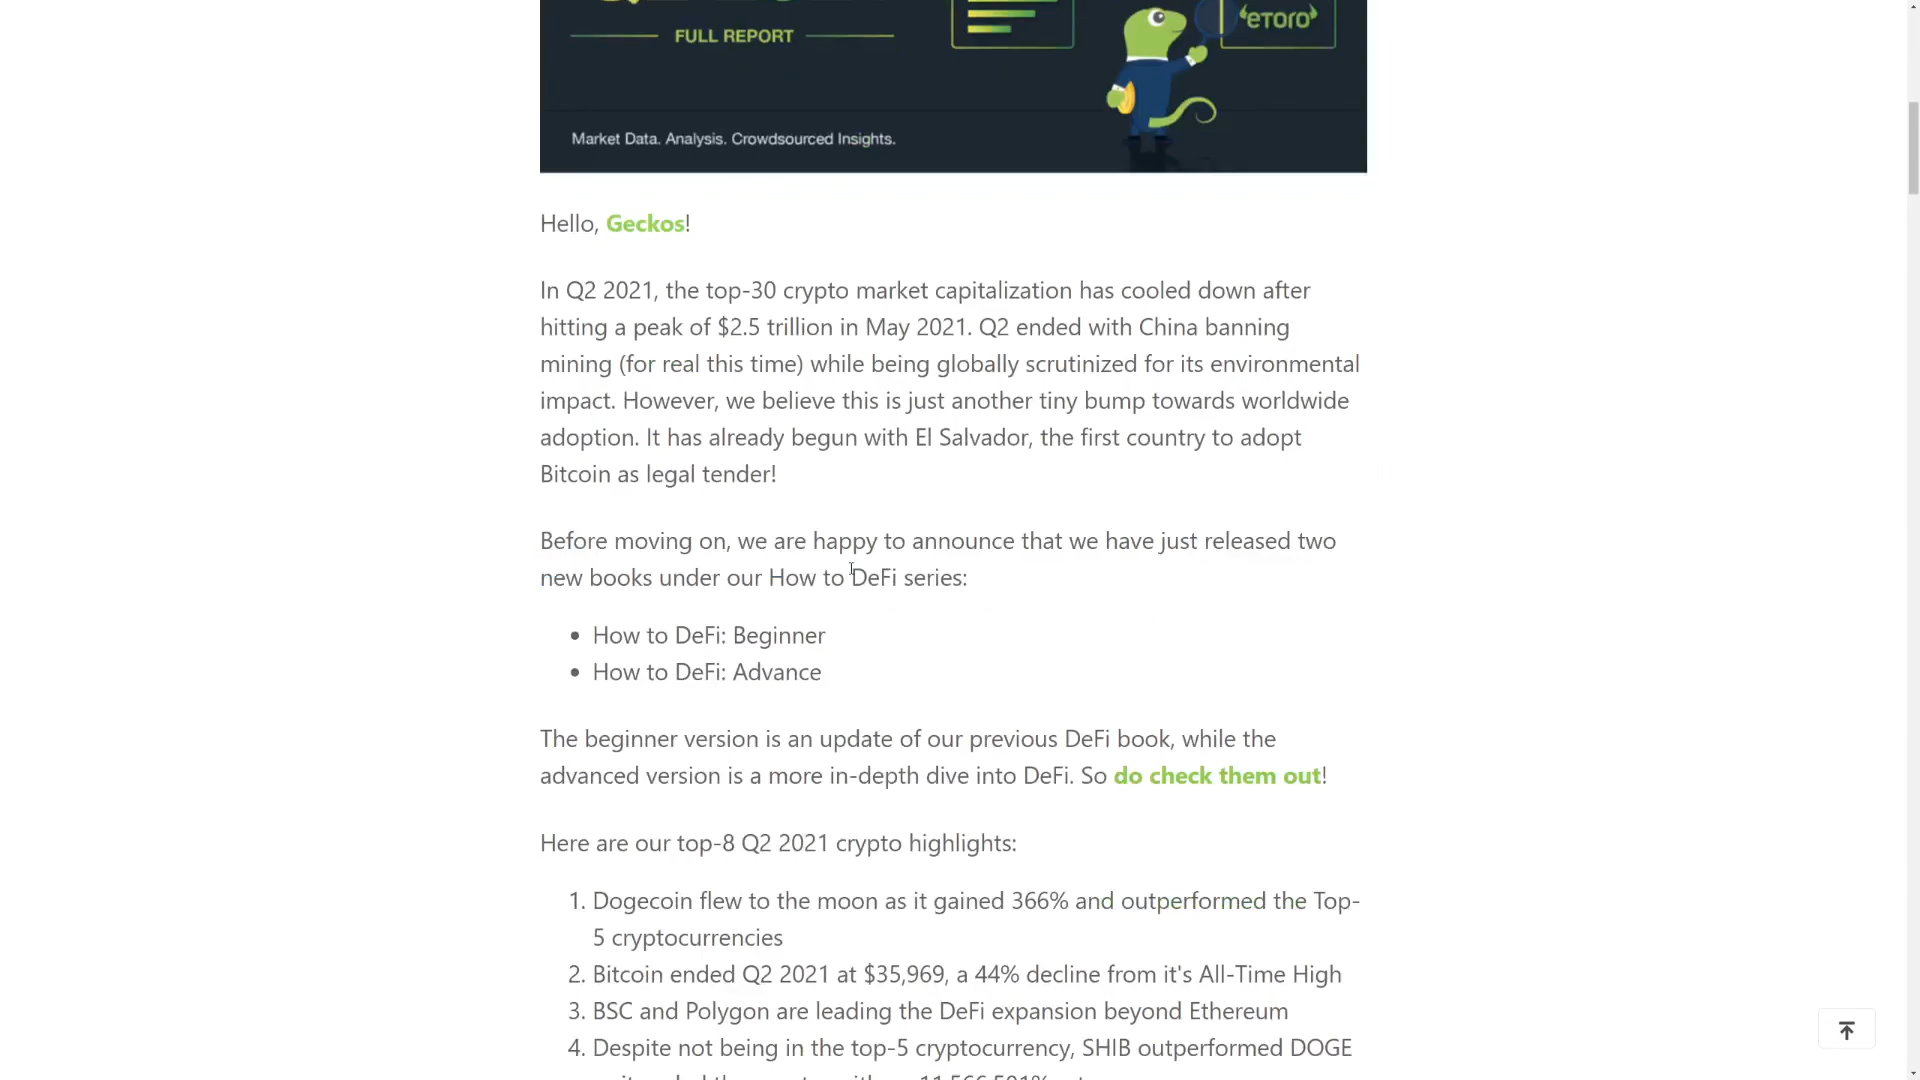 FULL REPORT
eTORO
Market Data. Analysis. Crowdsourced Insights.
Hello, Geckos!
In Q2 2021, the top-30 crypto market capitalization has cooled down after
hitting a peak of $2.5 trillion in May 2021. Q2 ended with China banning
mining (for real this time) while being globally scrutinized for its environmental
impact. However, we believe this is just another tiny bump towards worldwide
adoption. It has already begun with El Salvador, the first country to adopt
Bitcoin as legal tender!
Before moving on, we are happy to announce that we have just released two
new books under our How to DeFi series:
• How to DeFi: Beginner
• How to DeFi: Advance
The beginner version is an update of our previous DeFi book, while the
advanced version is a more in-depth dive into DeFi. So do check them out!
Here are our top-8 Q2 2021 crypto highlights:
1. Dogecoin flew to the moon as it gained 366% and outperformed the Top-
5 cryptocurrencies
2. Bitcoin ended Q2 2021 at $35,969, a 44% decline from it's All-Time High
3. BSC and Polygon are leading the DeFi expansion beyond Ethereum
4. Despite not being in the top-5 cryptocurrency, SHIB outperformed DOGE